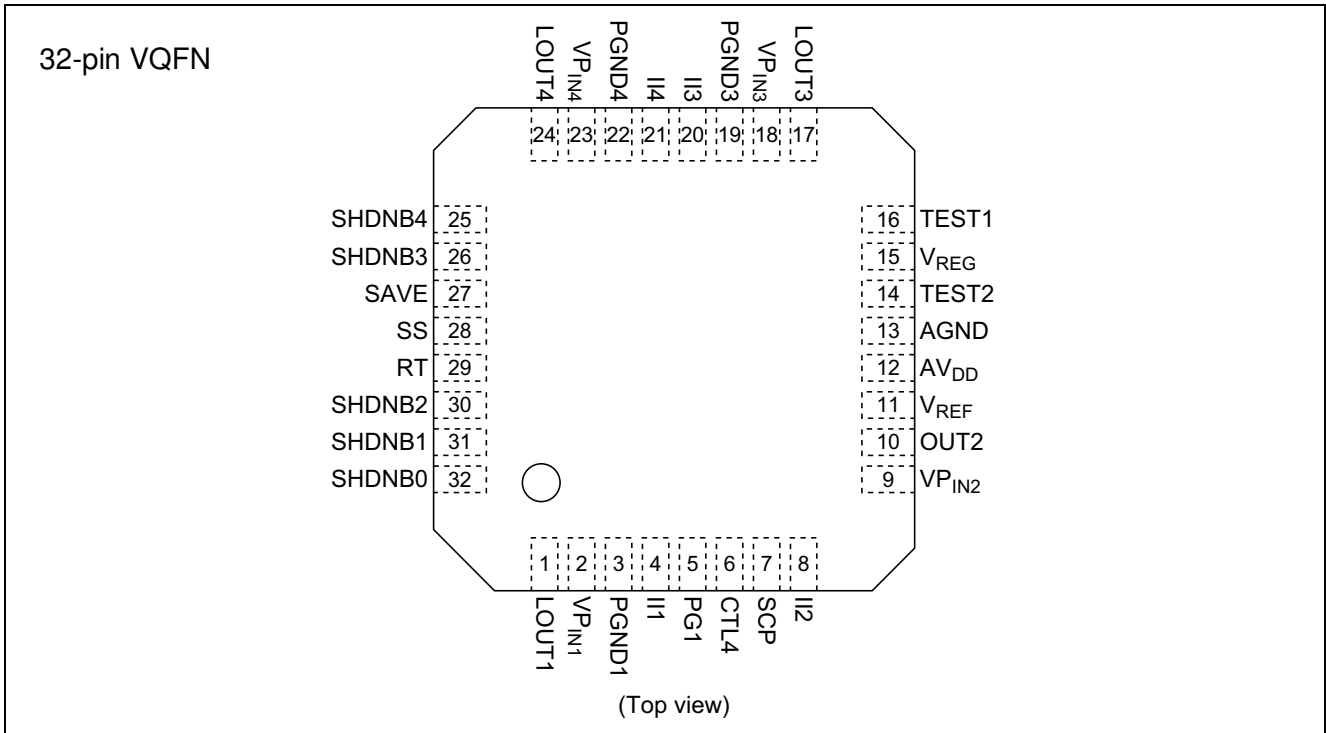 32-pin VQFN
LOUT4
VPIN4
PGND4
II4
II3
PGND3
VPIN3
LOUT3
24 23 22 21 20 19 18 17
SHDNB4 25
SHDNB3 26
SAVE 27
SS 28
RT 29
SHDNB2 30
SHDNB1 31
SHDNB0 32
16 TEST1
15 VREG
14 TEST2
13 AGND
12 AVDD
11 VREF
10 OUT2
9 VPIN2
1 2 3 4 5 6 7 8
LOUT1
VPIN1
PGND1
II1
PG1
CTL4
SCP
II2
(Top view)